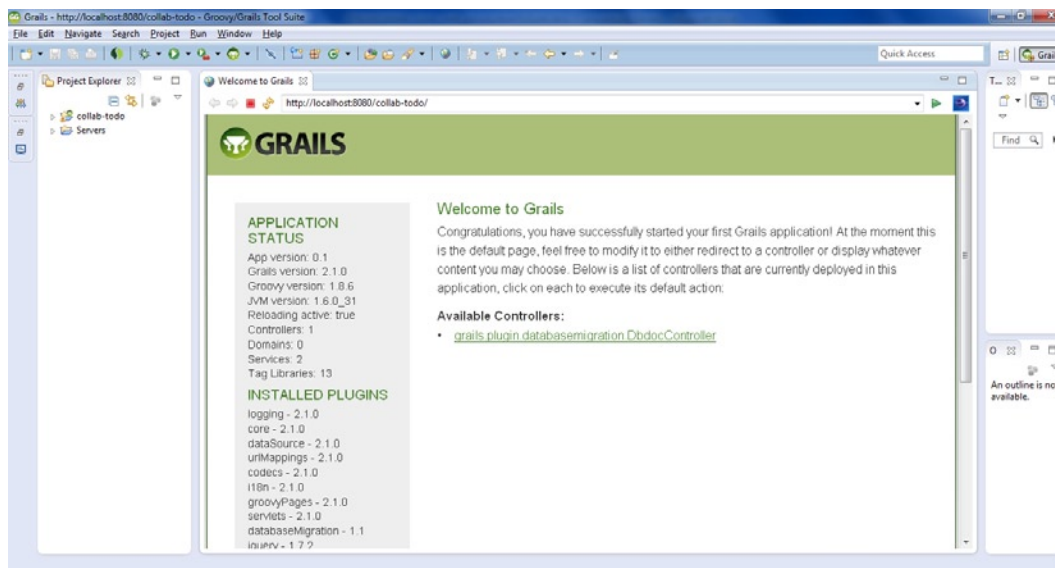 Grails - http://localhost:8080/collab-todo - Groovy/Grails Tool Suite
File Edit Navigate Search Project Run Window Help
Quick Access
Grai
Project Explorer
collab-todo
Servers
Welcome to Grails
http://localhost:8080/collab-todo/
GRAILS
APPLICATION
STATUS
App version: 0.1
Grails version: 2.1.0
Groovy version: 1.8.6
JVM version: 1.6.0_31
Reloading active: true
Controllers: 1
Domains: 0
Services: 2
Tag Libraries: 13
INSTALLED PLUGINS
logging - 2.1.0
core - 2.1.0
dataSource - 2.1.0
urlMappings - 2.1.0
codecs - 2.1.0
i18n - 2.1.0
groovyPages - 2.1.0
servlets - 2.1.0
databaseMigration - 1.1
jquery - 1.7.2
Welcome to Grails
Congratulations, you have successfully started your first Grails application! At the moment this
is the default page, feel free to modify it to either redirect to a controller or display whatever
content you may choose. Below is a list of controllers that are currently deployed in this
application, click on each to execute its default action:
Available Controllers:
• grails.plugin.databasemigration.DbdocController
T...
Find
O
An outline is no
available.